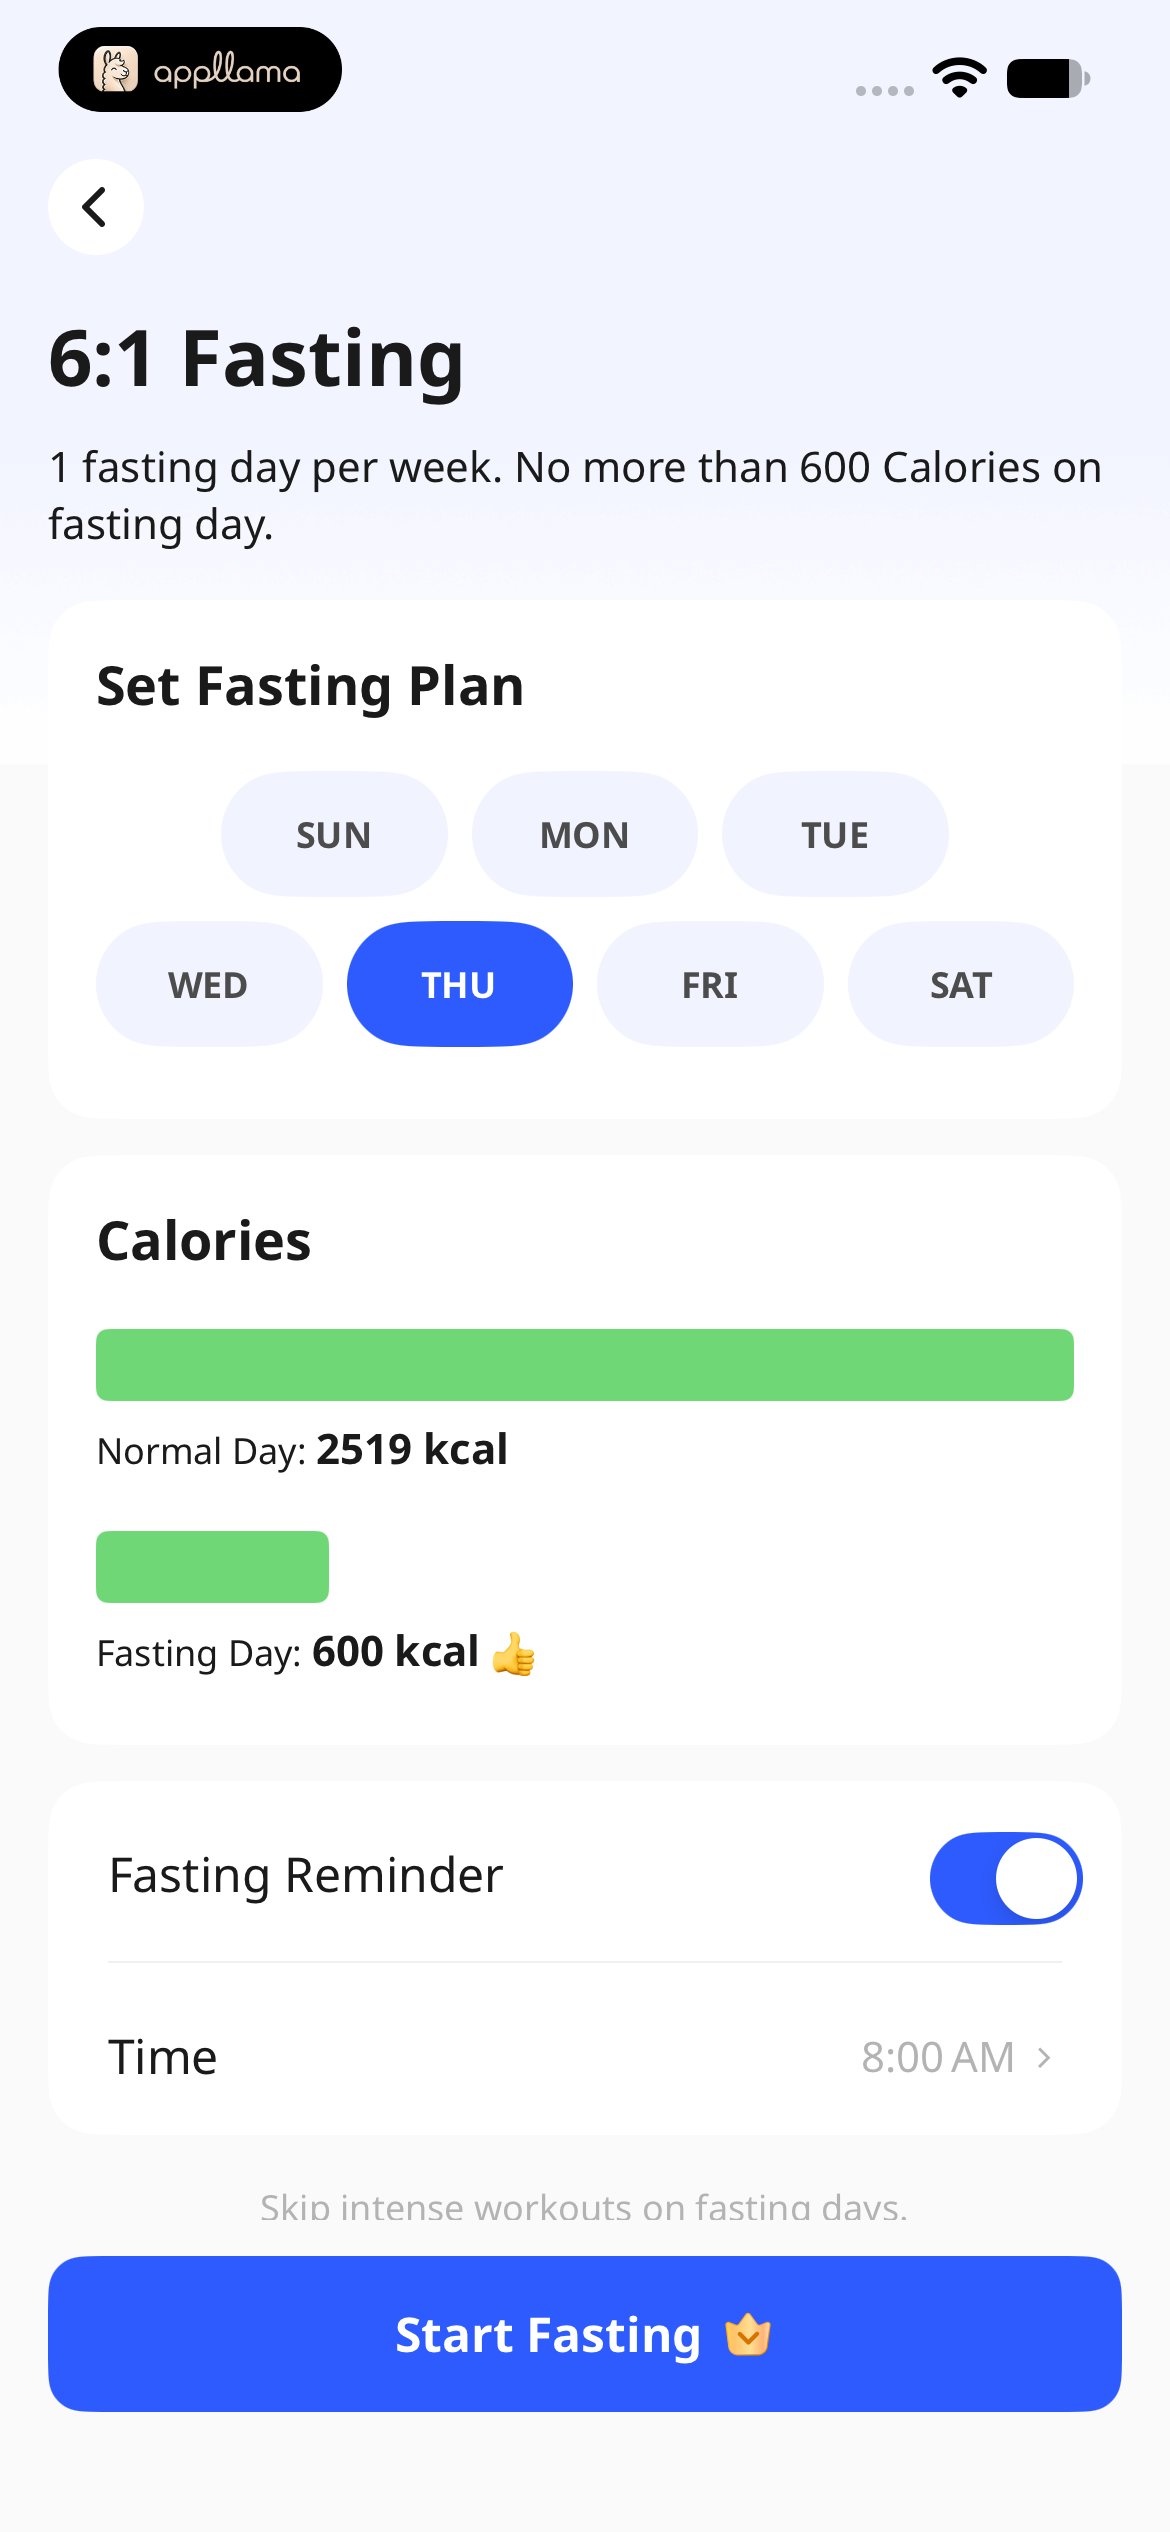 appllama
6:1 Fasting
1 fasting day per week. No more than 600 Calories on
fasting day.
Set Fasting Plan
SUN MON TUE
WED THU FRI SAT
Calories
Normal Day: 2519 kcal
Fasting Day: 600 kcal 👍
Fasting Reminder
Time 8:00 AM
Skip intense workouts on fasting days.
Start Fasting